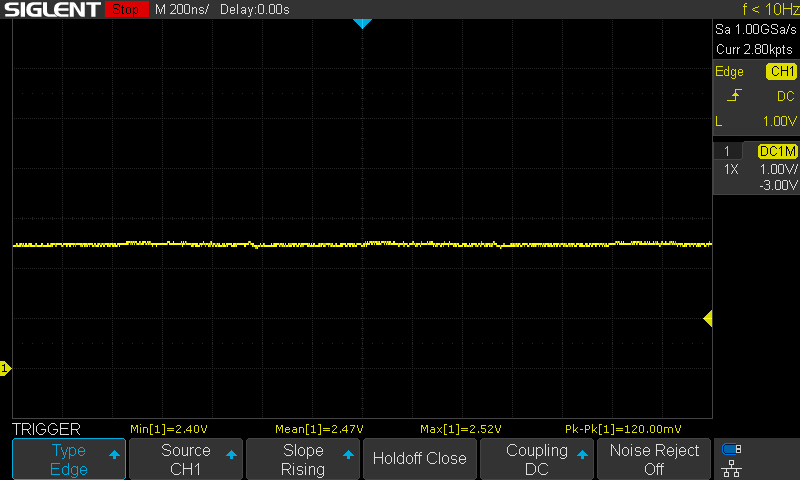 SIGLENT Stop M 200ns/ Delay:0.00s f < 10Hz
Sa 1.00GSa/s
Curr 2.80kpts
Edge CH1
DC
L 1.00V
1 DC1M
1X 1.00V/
-3.00V
1
TRIGGER Min[1]=2.40V Mean[1]=2.47V Max[1]=2.52V Pk-Pk[1]=120.00mV
Type
Edge
Source
CH1
Slope
Rising
Holdoff Close
Coupling
DC
Noise Reject
Off